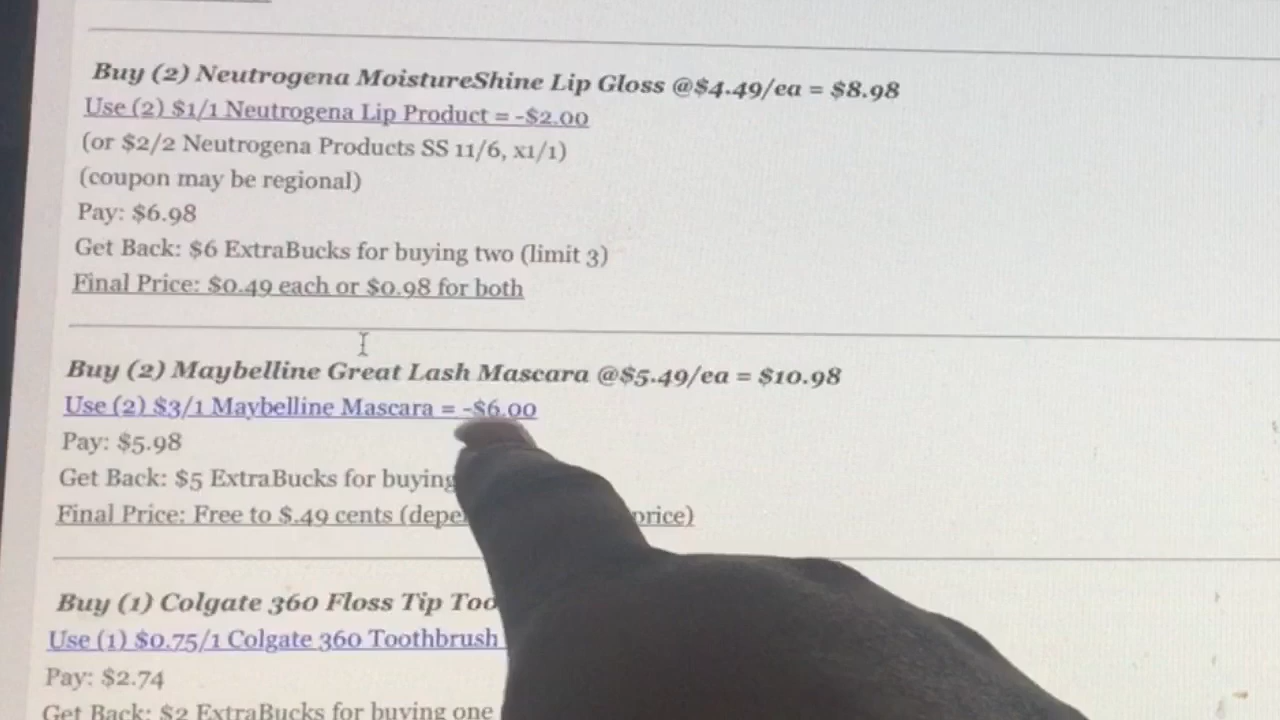 Buy (2) Neutrogena MoistureShine Lip Gloss @$4.49/ea = $8.98
Use (2) $1/1 Neutrogena Lip Product = -$2.00
(or $2/2 Neutrogena Products SS 11/6, x1/1)
(coupon may be regional)
Pay: $6.98
Get Back: $6 ExtraBucks for buying two (limit 3)
Final Price: $0.49 each or $0.98 for both
Buy (2) Maybelline Great Lash Mascara @$5.49/ea = $10.98
Use (2) $3/1 Maybelline Mascara = -$6.00
Pay: $5.98
Get Back: $5 ExtraBucks for buying
Final Price: Free to $.49 cents (depe price)
Buy (1) Colgate 360 Floss Tip Too
Use (1) $0.75/1 Colgate 360 Toothbrush
Pay: $2.74
Get Back: $2 ExtraBucks for buying one